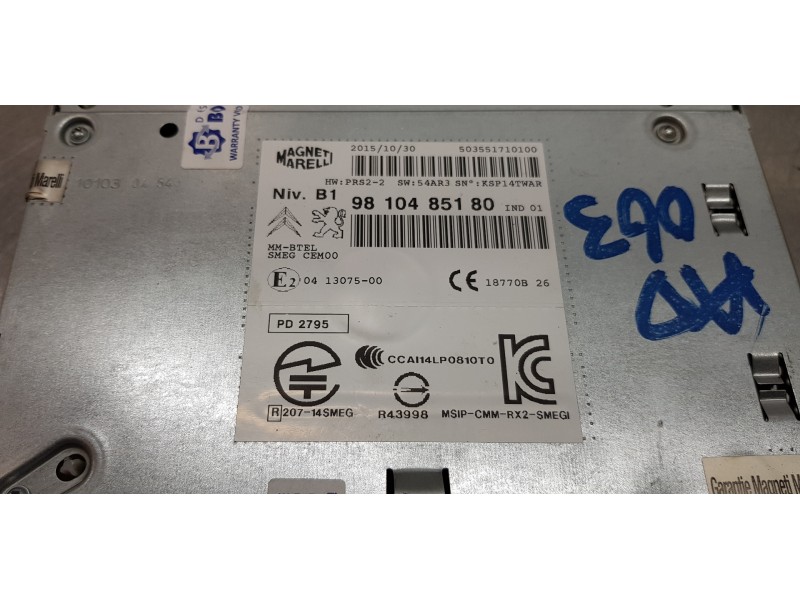 WARRANTY VO
Marelli
10103
MAGNETI
MARELLI
2015/10/30 503551710100
HW:PRS2-2 SW:54AR3 SN°:KSP14TWAR
Niv. B1 98 104 851 80 IND 01
MM-BTEL
SMEG CEM00
E2 04 13075-00 CE 18770B 26
PD 2795
CCAI14LP0810T0
R 207-14SMEG R43998 MSIP-CMM-RX2-SMEGI
063
Garantie Magneti M